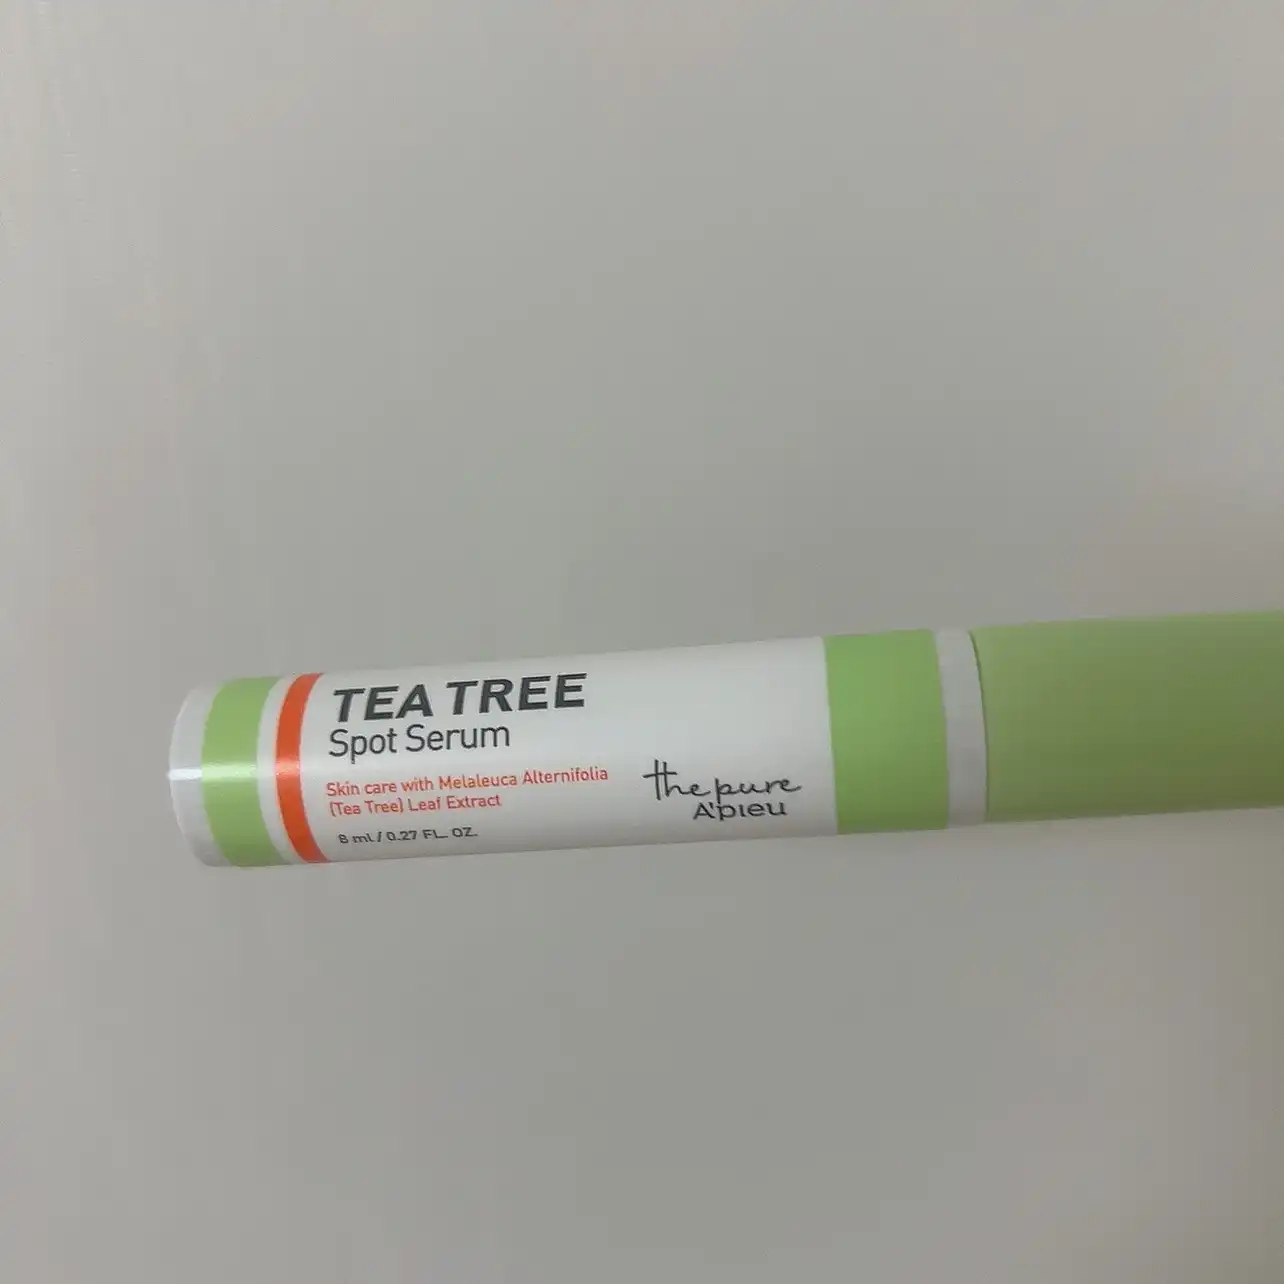 TEA TREE
Spot Serum
Skin care with Melaleuca Alternifolia
(Tea Tree) Leaf Extract
8 ml / 0.27 FL. OZ.
the pure
A'pieu